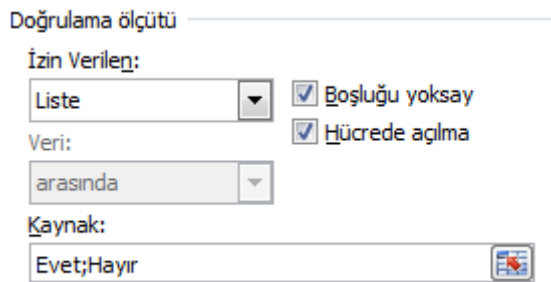 Doğrulama ölçütü
İzin Verilen:
Liste
Boşluğu yoksay
Hücrede açılma
Veri:
arasında
Kaynak:
Evet;Hayır